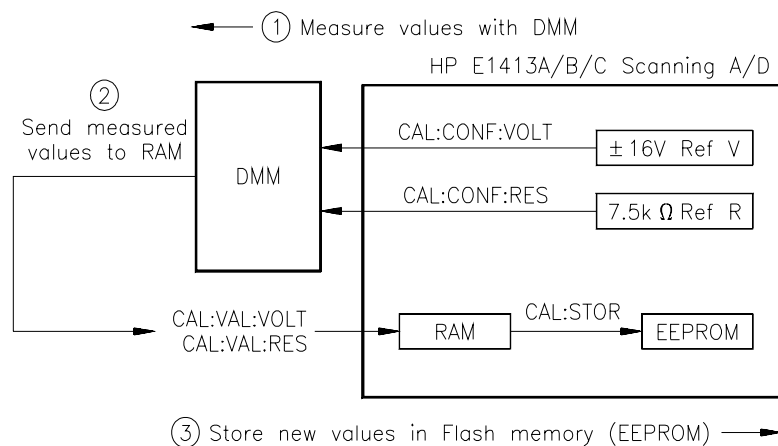 ① Measure values with DMM
HP E1413A/B/C Scanning A/D
②
Send measured
values to RAM
DMM
CAL:CONF:VOLT
± 16V Ref V
CAL:CONF:RES
7.5k Ω Ref R
CAL:VAL:VOLT
CAL:VAL:RES
RAM
CAL:STOR
EEPROM
③ Store new values in Flash memory (EEPROM)